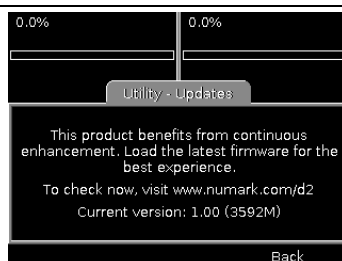 0.0% 0.0%
Utility - Updates
This product benefits from continuous
enhancement. Load the latest firmware for the
best experience.
To check now, visit www.numark.com/d2
Current version: 1.00 (3592M)
Back